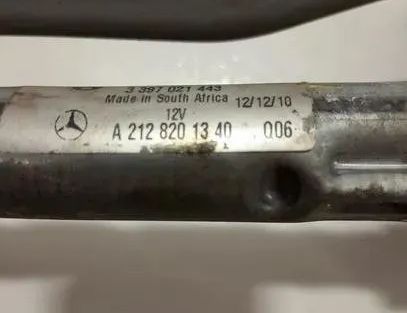 3 397 021 443
Made in South Africa 12/12/10
12V
A 212 820 13 40 006